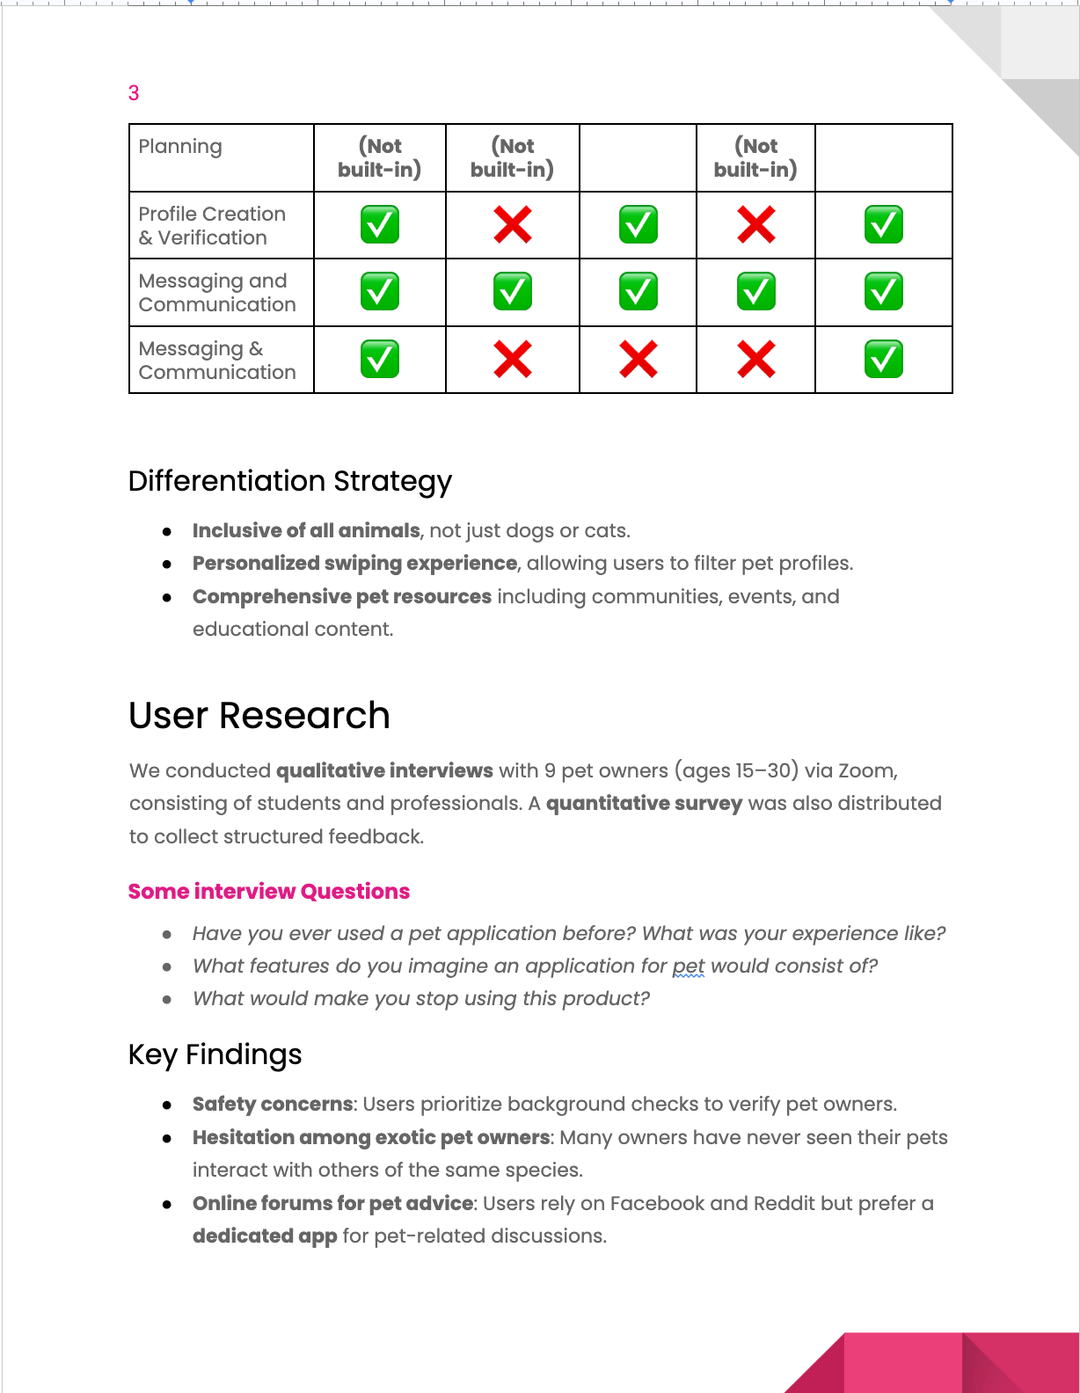 3
Planning (Not built-in) (Not built-in) (Not built-in)
Profile Creation & Verification ✅ ❌ ✅ ❌ ✅
Messaging and Communication ✅ ✅ ✅ ✅ ✅
Messaging & Communication ✅ ❌ ❌ ❌ ✅
Differentiation Strategy
● Inclusive of all animals, not just dogs or cats.
● Personalized swiping experience, allowing users to filter pet profiles.
● Comprehensive pet resources including communities, events, and
educational content.
User Research
We conducted qualitative interviews with 9 pet owners (ages 15–30) via Zoom,
consisting of students and professionals. A quantitative survey was also distributed
to collect structured feedback.
Some interview Questions
● Have you ever used a pet application before? What was your experience like?
● What features do you imagine an application for pet would consist of?
● What would make you stop using this product?
Key Findings
● Safety concerns: Users prioritize background checks to verify pet owners.
● Hesitation among exotic pet owners: Many owners have never seen their pets
interact with others of the same species.
● Online forums for pet advice: Users rely on Facebook and Reddit but prefer a
dedicated app for pet-related discussions.